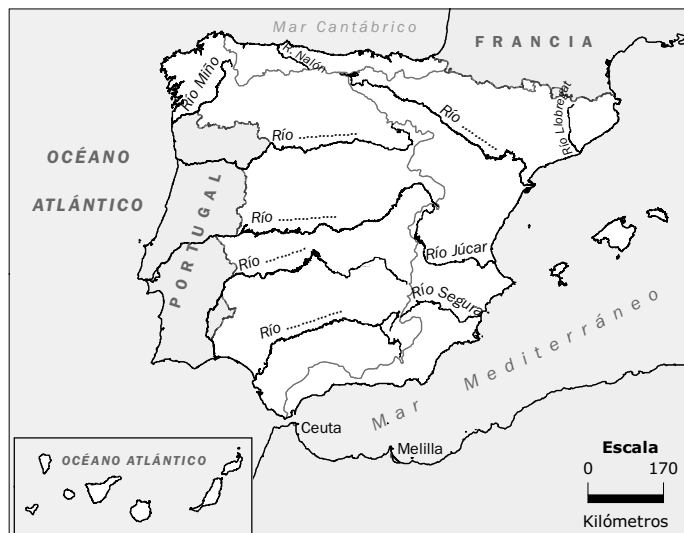 Mar Cantábrico
FRANCIA
R. Nalón
Río Miño
Río Llobregat
Río ..............
Río ..............
OCÉANO
ATLÁNTICO
PORTUGAL
Río ..............
Río ..............
Río Júcar
Río Segura
Río ..............
Mar Mediterráneo
Ceuta
Melilla
OCÉANO ATLÁNTICO
Escala
0 170
Kilómetros